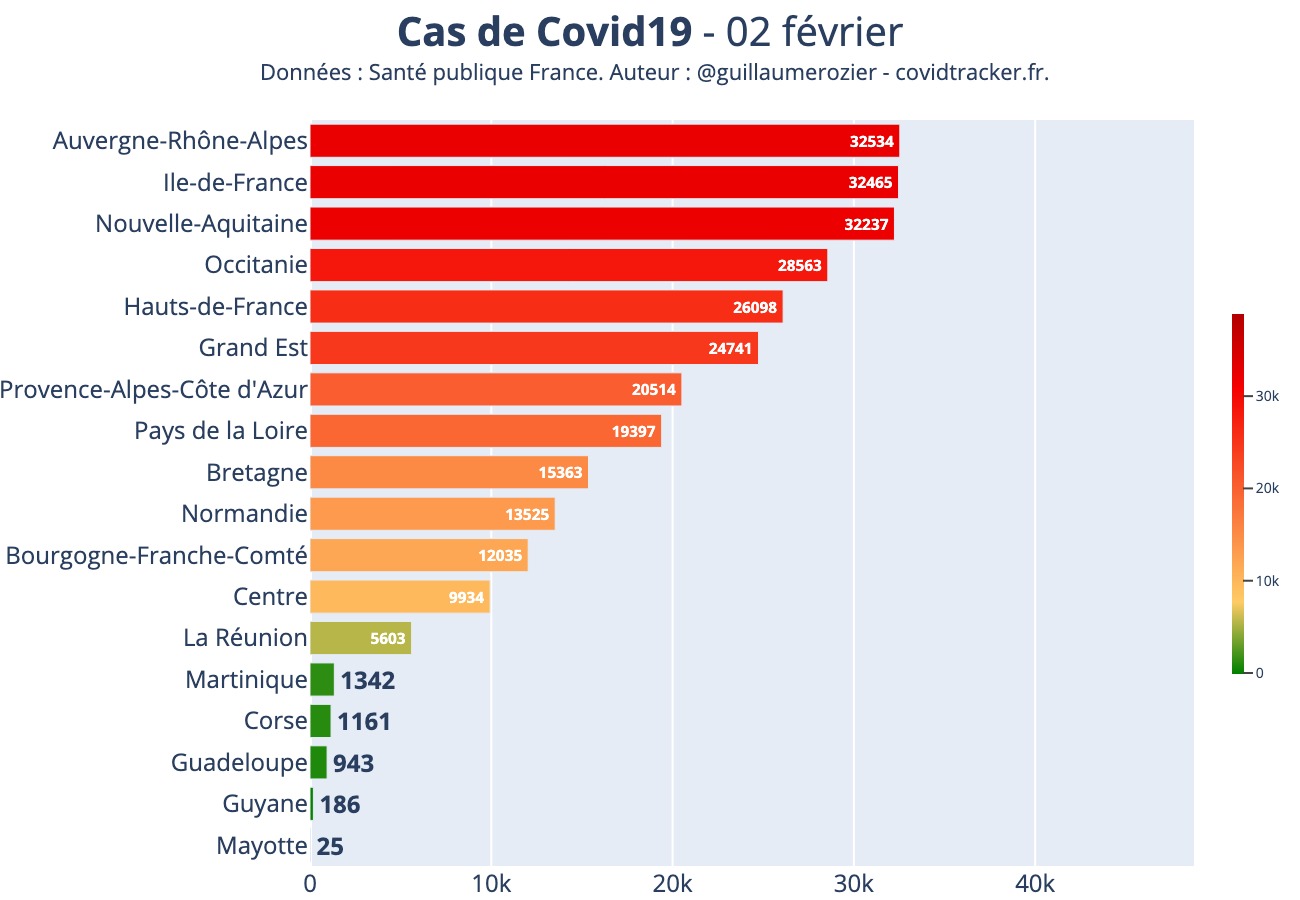 Cas de Covid19 - 02 février
Données : Santé publique France. Auteur : @guillaumerozier - covidtracker.fr.
Auvergne-Rhône-Alpes 32534
Ile-de-France 32465
Nouvelle-Aquitaine 32237
Occitanie 28563
Hauts-de-France 26098
Grand Est 24741
Provence-Alpes-Côte d'Azur 20514
Pays de la Loire 19397
Bretagne 15363
Normandie 13525
Bourgogne-Franche-Comté 12035
Centre 9934
La Réunion 5603
Martinique 1342
Corse 1161
Guadeloupe 943
Guyane 186
Mayotte 25
0 10k 20k 30k 40k
30k
20k
10k
0